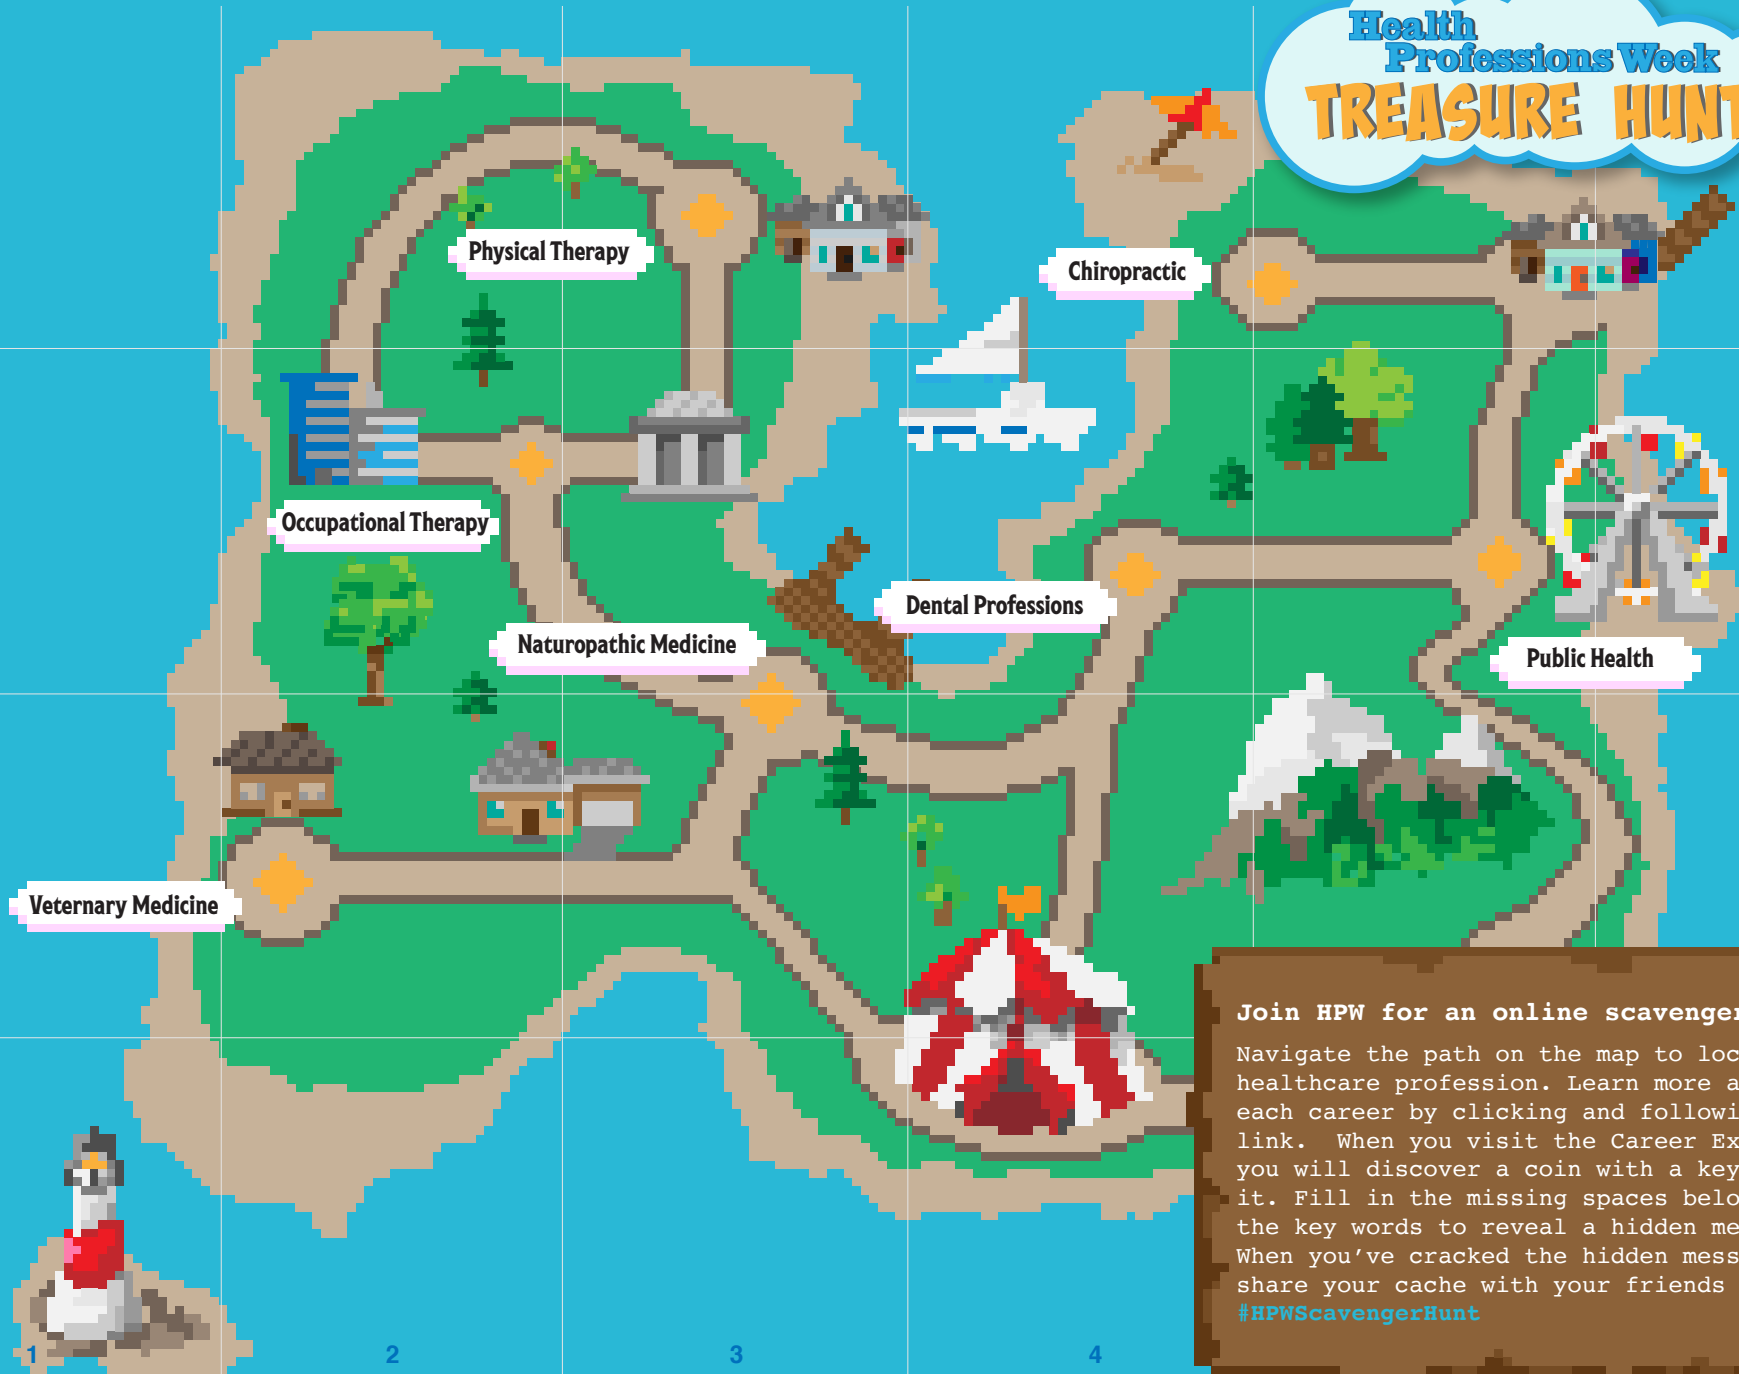 Health
Professions Week
TREASURE HUNT
Physical Therapy
Chiropractic
Occupational Therapy
Dental Professions
Naturopathic Medicine
Public Health
Veternary Medicine
Join HPW for an online scavenger
Navigate the path on the map to loc
healthcare profession. Learn more a
each career by clicking and followi
link. When you visit the Career Ex
you will discover a coin with a key
it. Fill in the missing spaces belo
the key words to reveal a hidden me
When you've cracked the hidden mess
share your cache with your friends
#HPWScavengerHunt
1 2 3 4